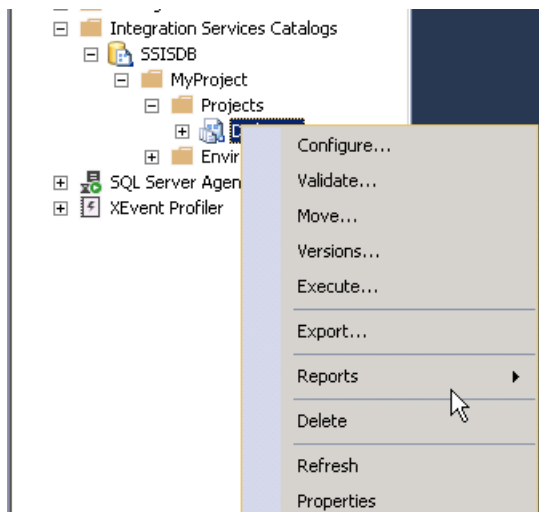 Integration Services Catalogs
SSISDB
MyProject
Projects
Envir
SQL Server Agen
XEvent Profiler
Configure...
Validate...
Move...
Versions...
Execute...
Export...
Reports
Delete
Refresh
Properties